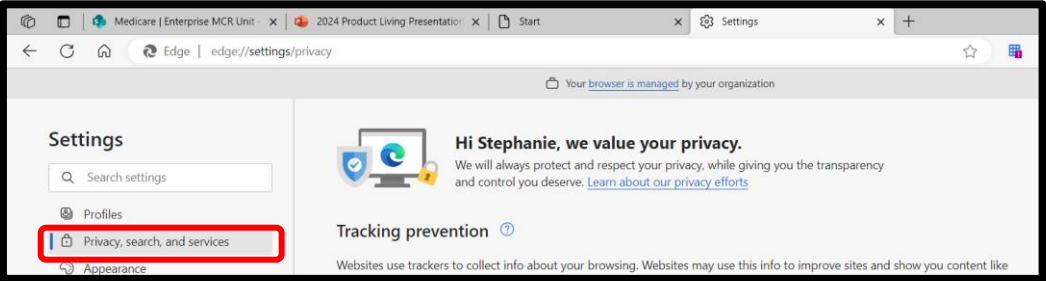 Medicare | Enterprise MCR Unit
2024 Product Living Presentation
Start
Settings
Edge | edge://settings/privacy
Your browser is managed by your organization
Settings
Search settings
Profiles
Privacy, search, and services
Appearance
Hi Stephanie, we value your privacy.
We will always protect and respect your privacy, while giving you the transparency
and control you deserve. Learn about our privacy efforts
Tracking prevention
Websites use trackers to collect info about your browsing. Websites may use this info to improve sites and show you content like